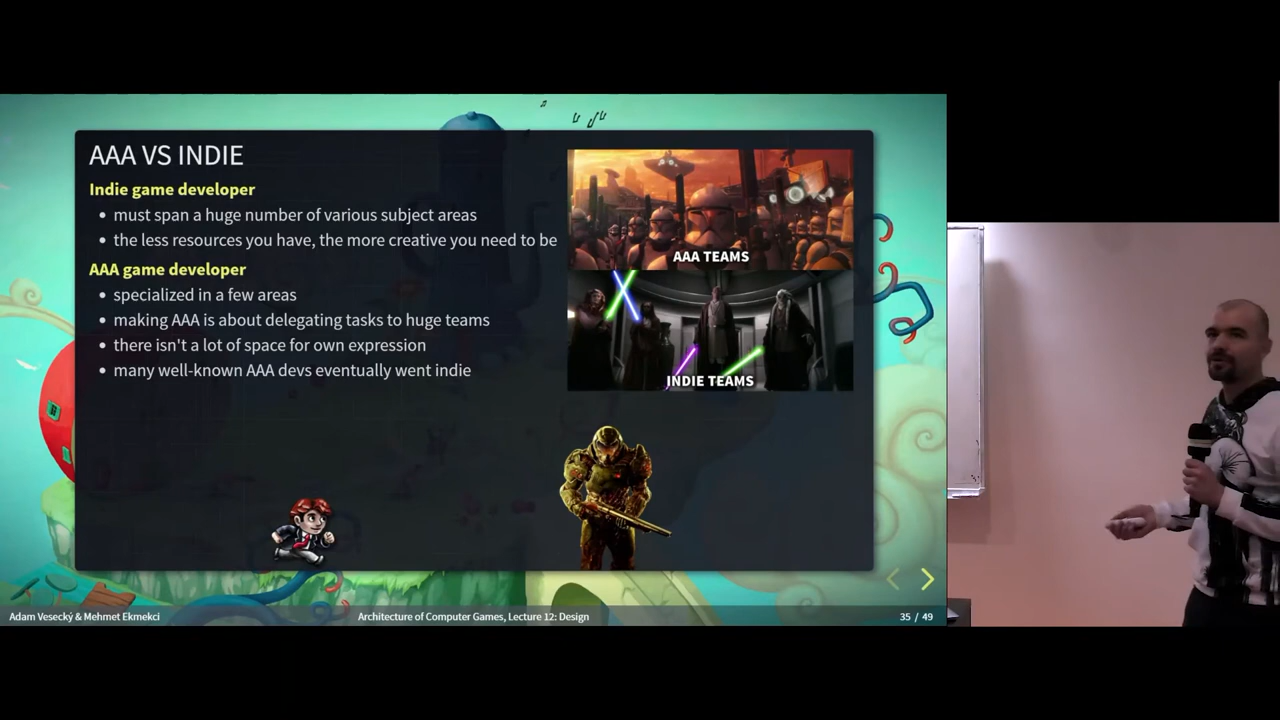 AAA VS INDIE
Indie game developer
• must span a huge number of various subject areas
• the less resources you have, the more creative you need to be
AAA game developer
• specialized in a few areas
• making AAA is about delegating tasks to huge teams
• there isn't a lot of space for own expression
• many well-known AAA devs eventually went indie
AAA TEAMS
INDIE TEAMS
Adam Vesecký & Mehmet Ekmekci
Architecture of Computer Games, Lecture 12: Design
35 / 49